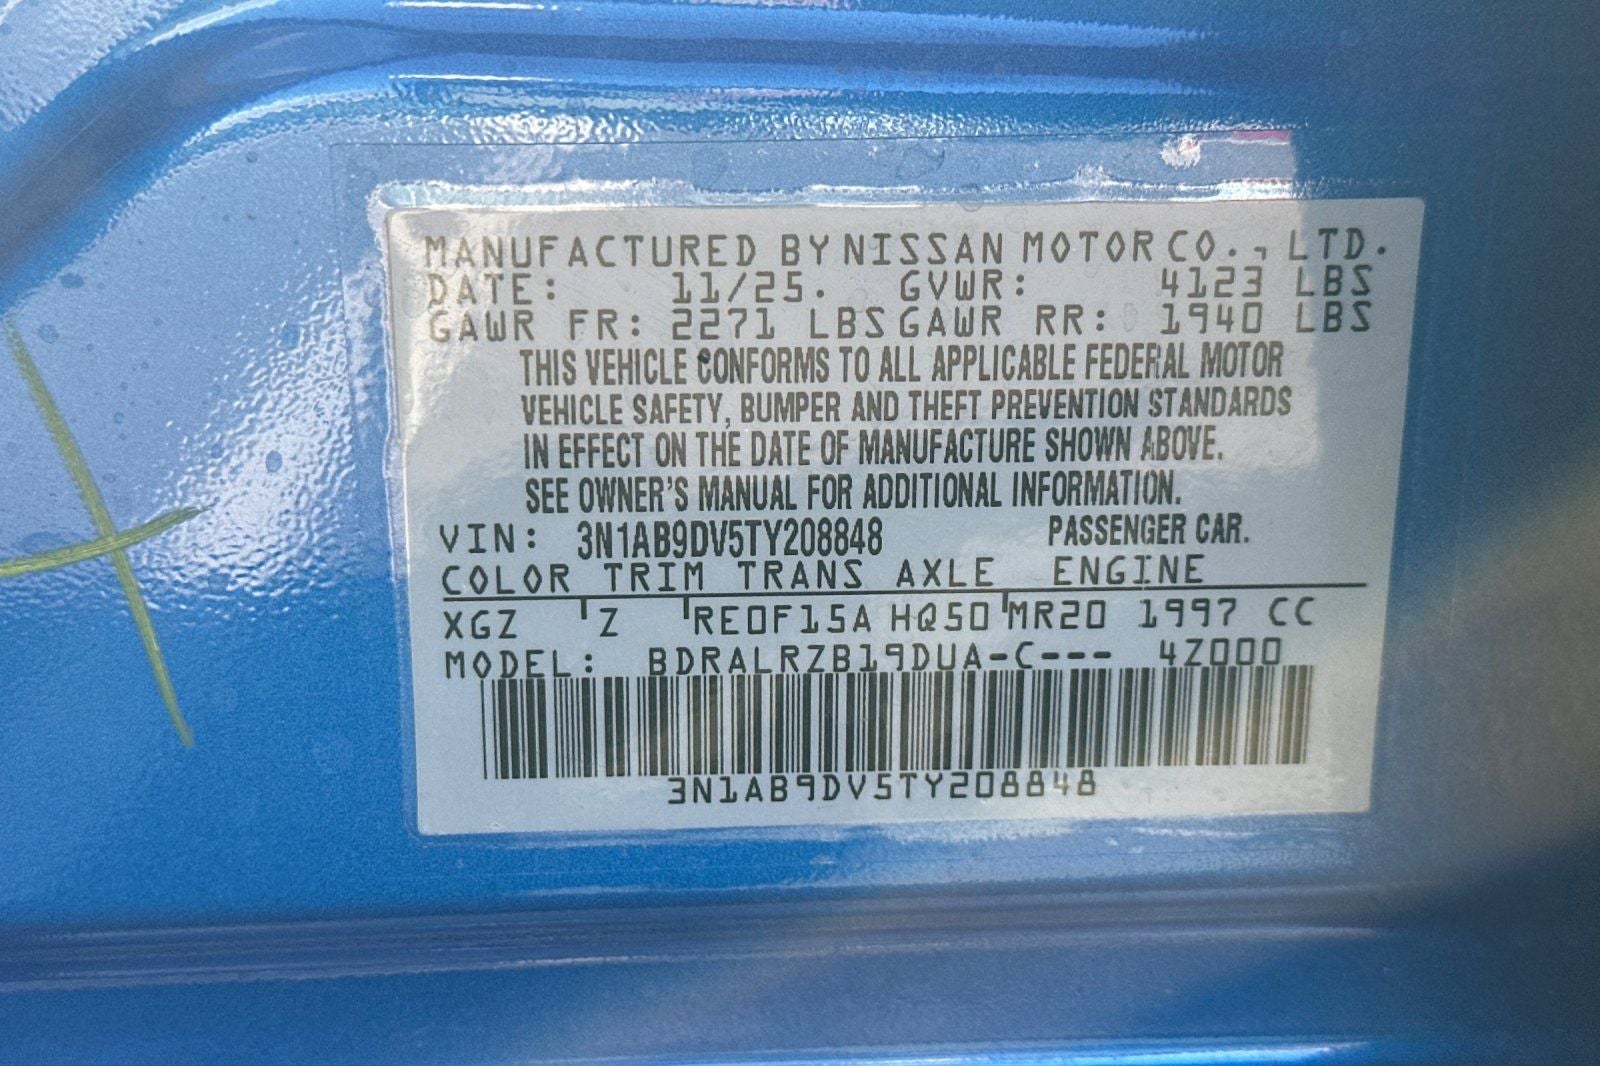 MANUFACTURED BY NISSAN MOTOR CO., LTD.
DATE: 11/25. GVWR: 4123 LBS
GAWR FR: 2271 LBS GAWR RR: 1940 LBS
THIS VEHICLE CONFORMS TO ALL APPLICABLE FEDERAL MOTOR
VEHICLE SAFETY, BUMPER AND THEFT PREVENTION STANDARDS
IN EFFECT ON THE DATE OF MANUFACTURE SHOWN ABOVE.
SEE OWNER'S MANUAL FOR ADDITIONAL INFORMATION.
VIN: 3N1AB9DV5TY208848 PASSENGER CAR.
COLOR TRIM TRANS AXLE ENGINE
XGZ Z RE0F15A HQ50 MR20 1997 CC
MODEL: BDRALRZB19DUA-C--- 4Z000
3N1AB9DV5TY208848